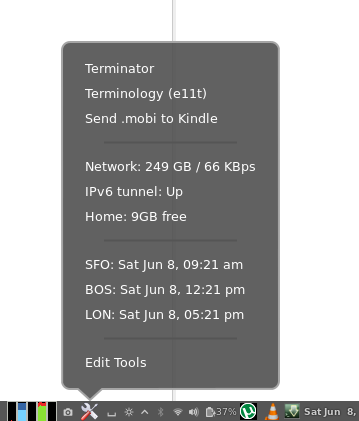 Terminator
Terminology (e11t)
Send .mobi to Kindle
Network: 249 GB / 66 KBps
IPv6 tunnel: Up
Home: 9GB free
SFO: Sat Jun 8, 09:21 am
BOS: Sat Jun 8, 12:21 pm
LON: Sat Jun 8, 05:21 pm
Edit Tools
37% Sat Jun 8,